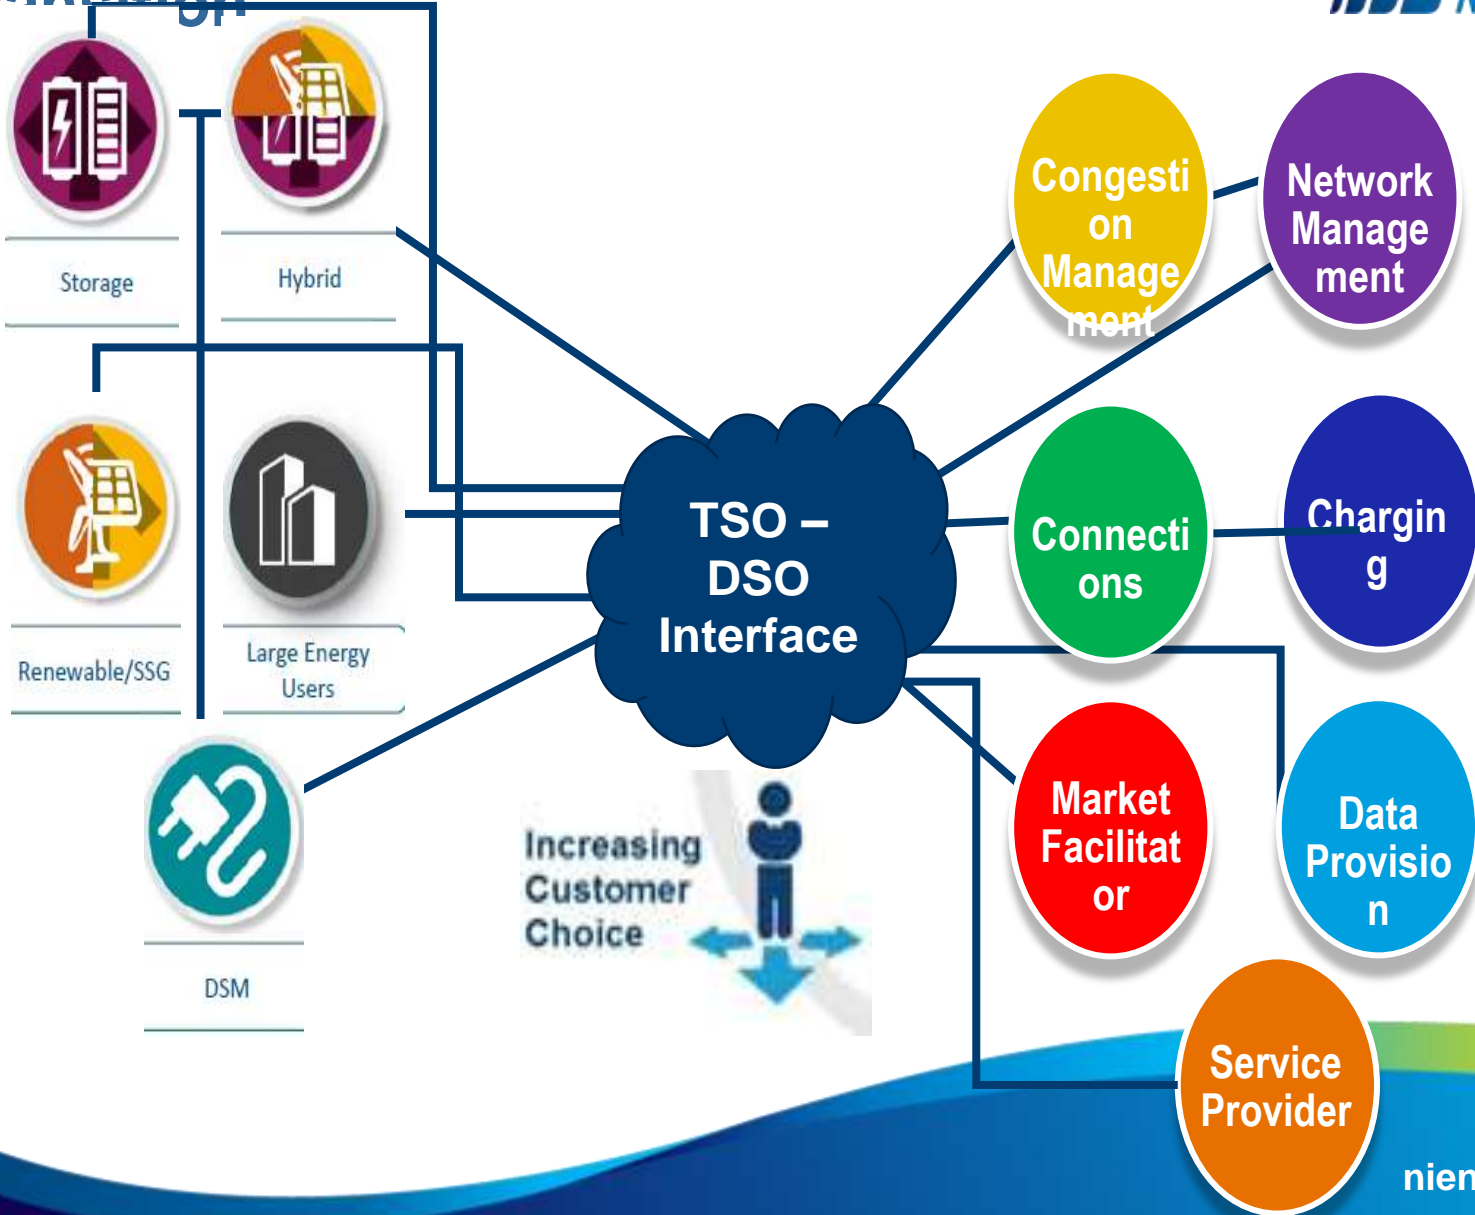 Storage
Hybrid
Renewable/SSG
Large Energy
Users
DSM
TSO –
DSO
Interface
Increasing
Customer
Choice
Congesti
on
Manage
ment
Network
Manage
ment
Connecti
ons
Chargin
g
Market
Facilitat
or
Data
Provisio
n
Service
Provider
nien